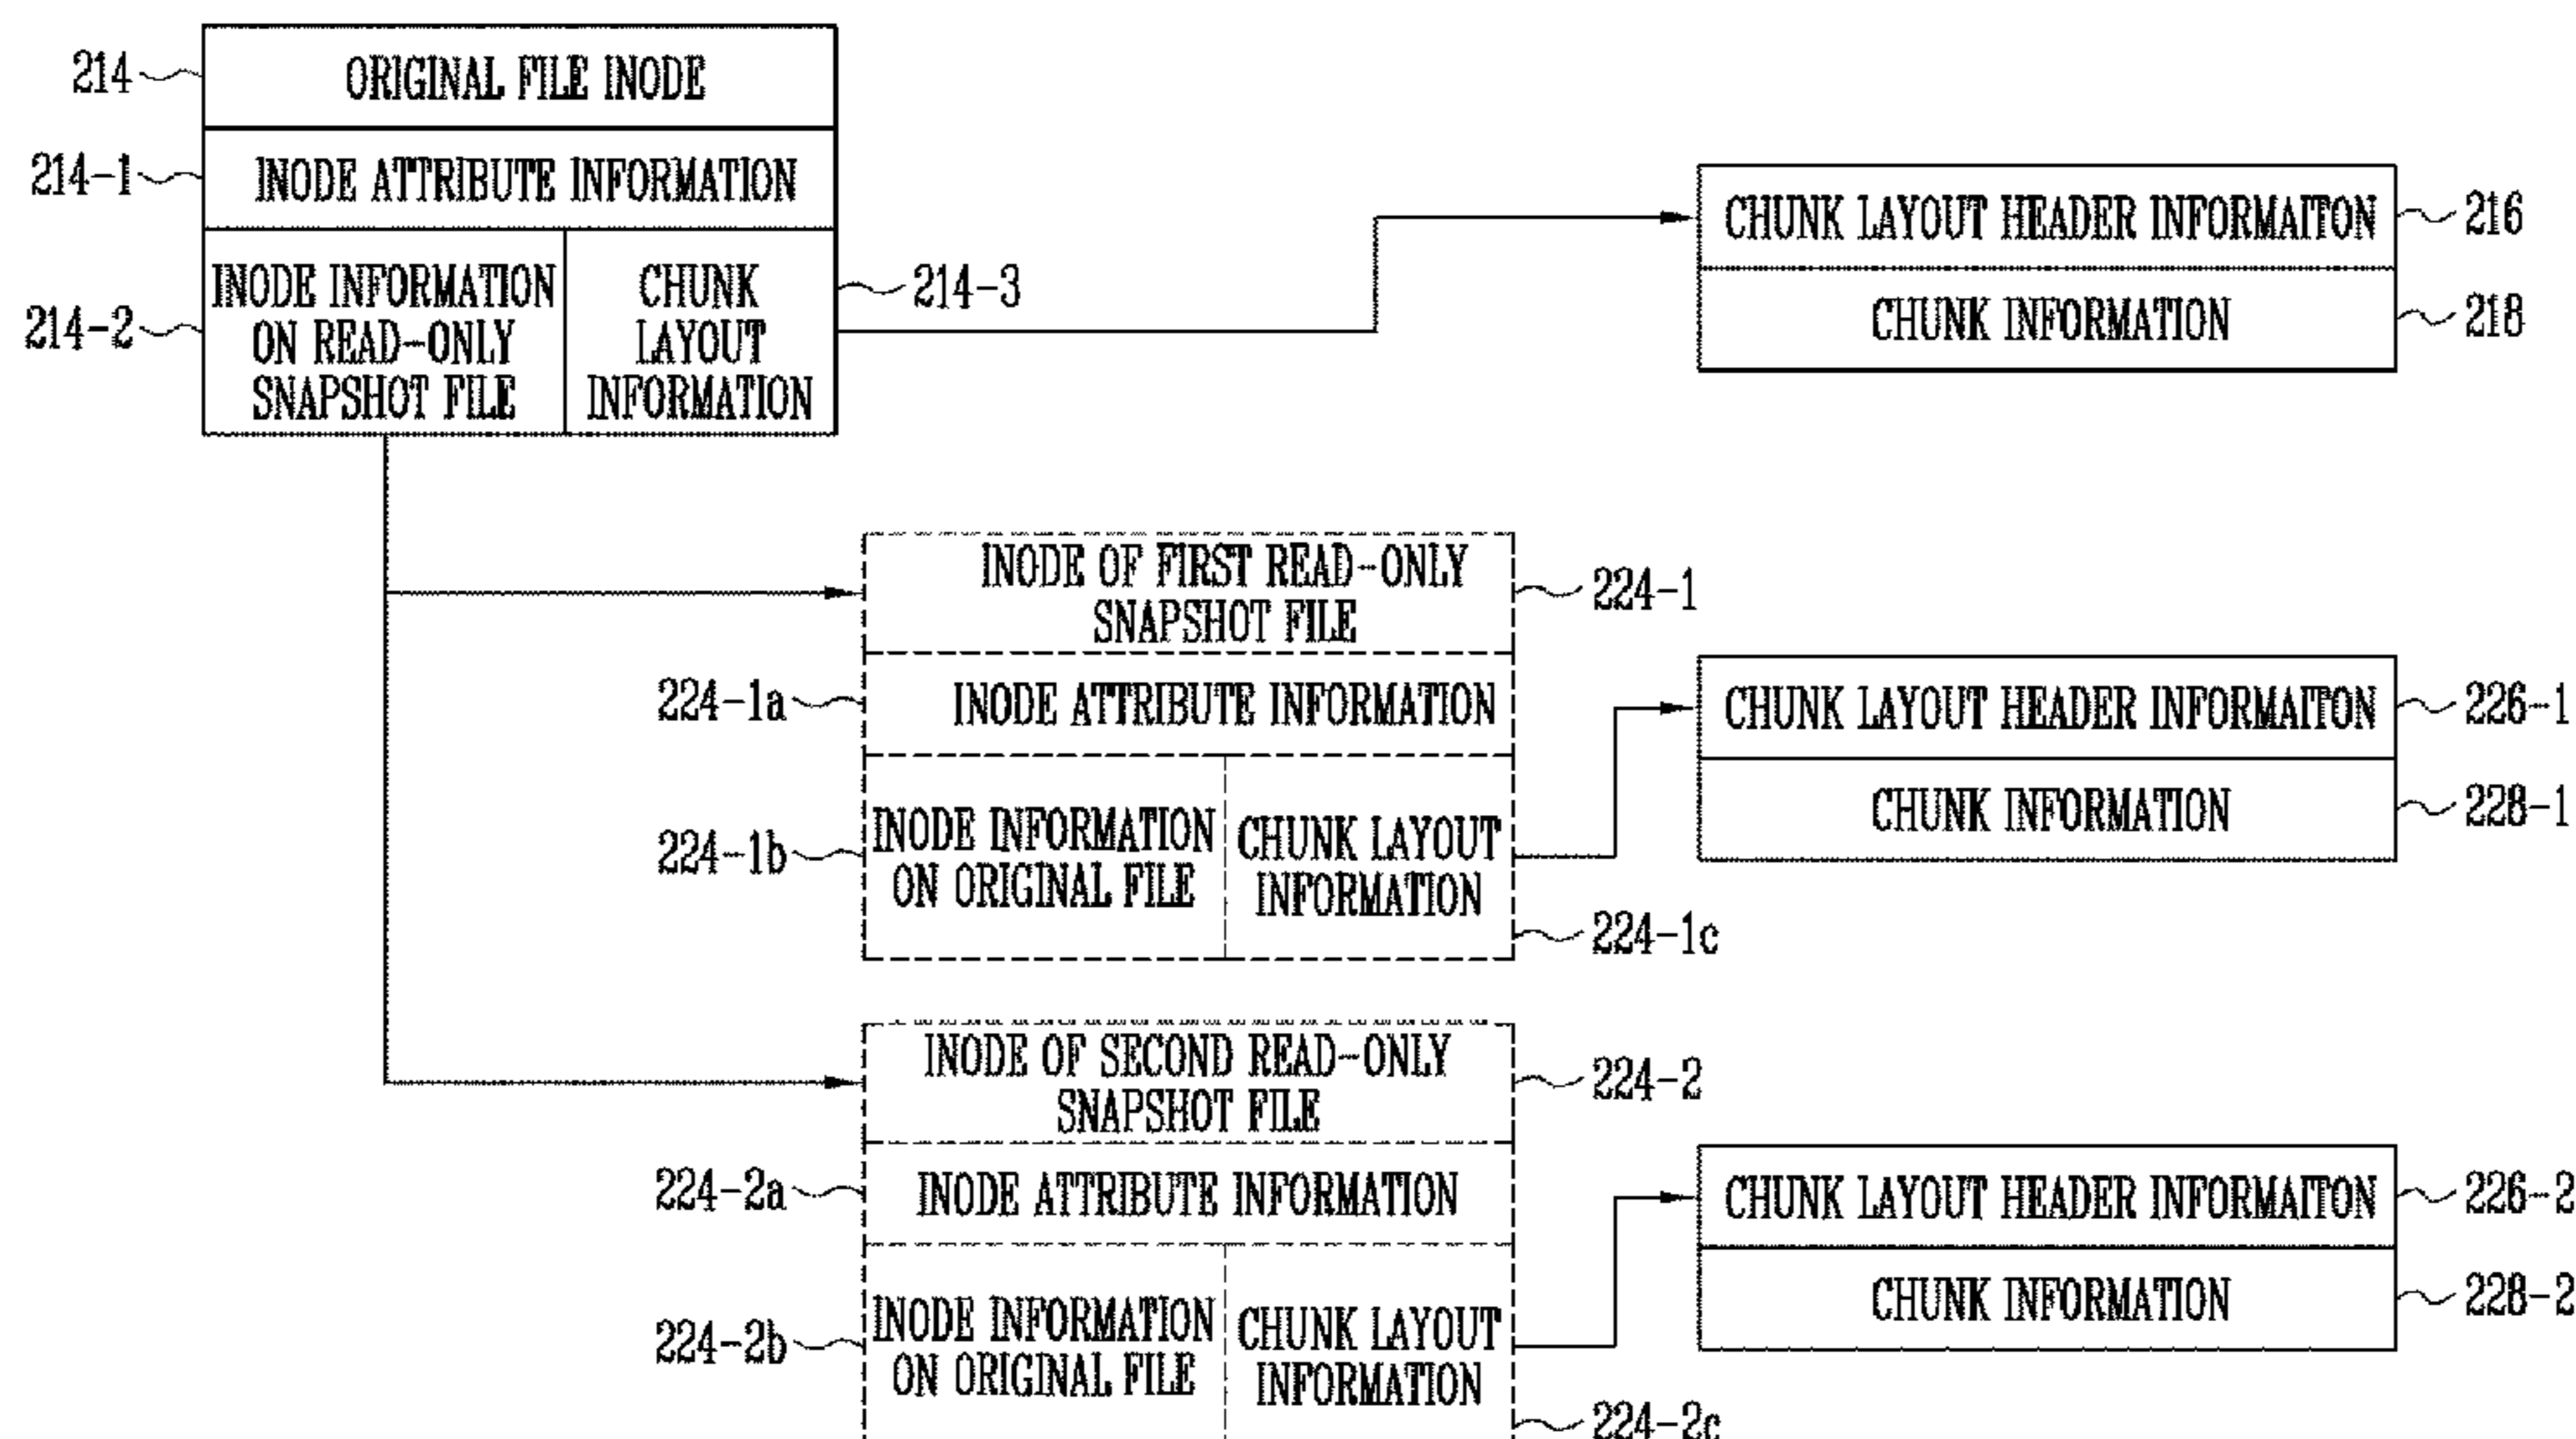 214
ORIGINAL FILE INODE
214-1
INODE ATTRIBUTE INFORMATION
214-2
INODE INFORMATION
ON READ-ONLY
SNAPSHOT FILE
CHUNK
LAYOUT
INFORMATION
214-3
CHUNK LAYOUT HEADER INFORMAITON
216
CHUNK INFORMATION
218
INODE OF FIRST READ-ONLY
SNAPSHOT FILE
224-1
224-1a
INODE ATTRIBUTE INFORMATION
224-1b
INODE INFORMATION
ON ORIGINAL FILE
CHUNK LAYOUT
INFORMATION
224-1c
CHUNK LAYOUT HEADER INFORMAITON
226-1
CHUNK INFORMATION
228-1
INODE OF SECOND READ-ONLY
SNAPSHOT FILE
224-2
224-2a
INODE ATTRIBUTE INFORMATION
224-2b
INODE INFORMATION
ON ORIGINAL FILE
CHUNK LAYOUT
INFORMATION
224-2c
CHUNK LAYOUT HEADER INFORMAITON
226-2
CHUNK INFORMATION
228-2